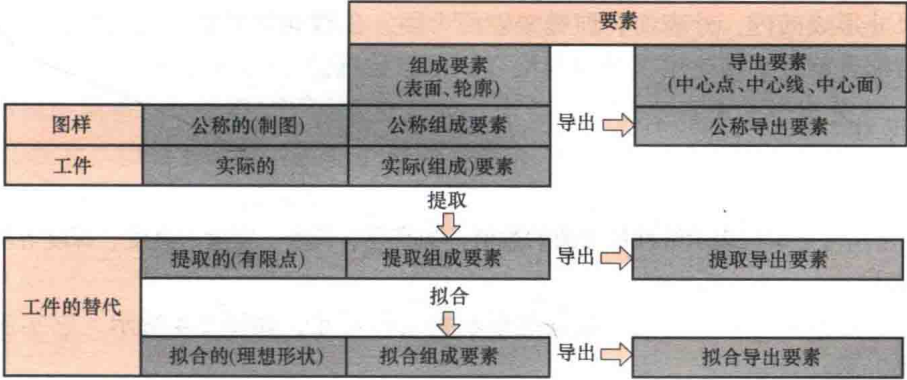 要素
组成要素
(表面、轮廓)
导出要素
(中心点、中心线、中心面)
图样 公称的(制图) 公称组成要素 导出 公称导出要素
工件 实际的 实际(组成)要素
提取
提取的(有限点) 提取组成要素 导出 提取导出要素
工件的替代
拟合
拟合的(理想形状) 拟合组成要素 导出 拟合导出要素